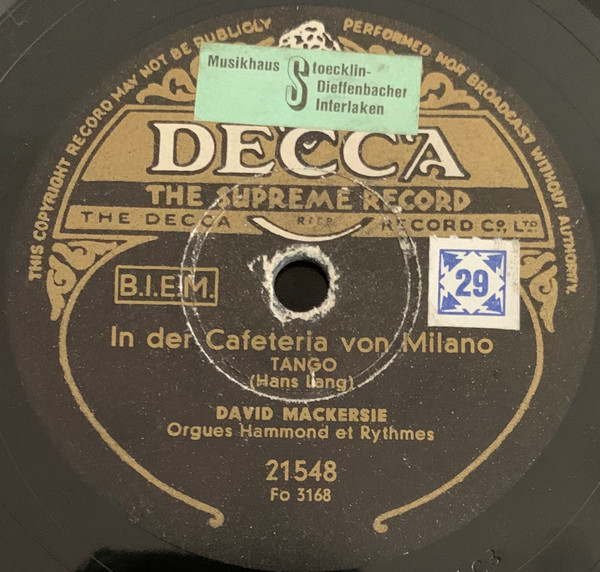 THIS COPYRIGHT RECORD MAY NOT BE PUBLICLY PERFORMED NOR BROADCAST WITHOUT AUTHORITY.
Musikhaus Stoecklin-
Dieffenbacher
Interlaken
DECCA
THE SUPREME RECORD
THE DECCA RECORD CO., LTD
B.I.E.M.
29
In der Cafeteria von Milano
TANGO
(Hans Lang)
DAVID MACKERSIE
Orgues Hammond et Rythmes
21548
Fo 3168